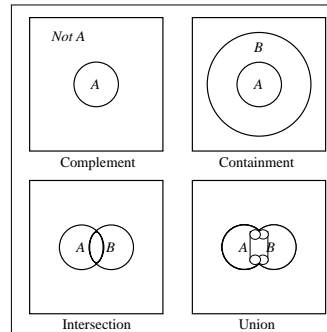 Not A
A
Complement
B
A
Containment
A B
Intersection
A B
Union